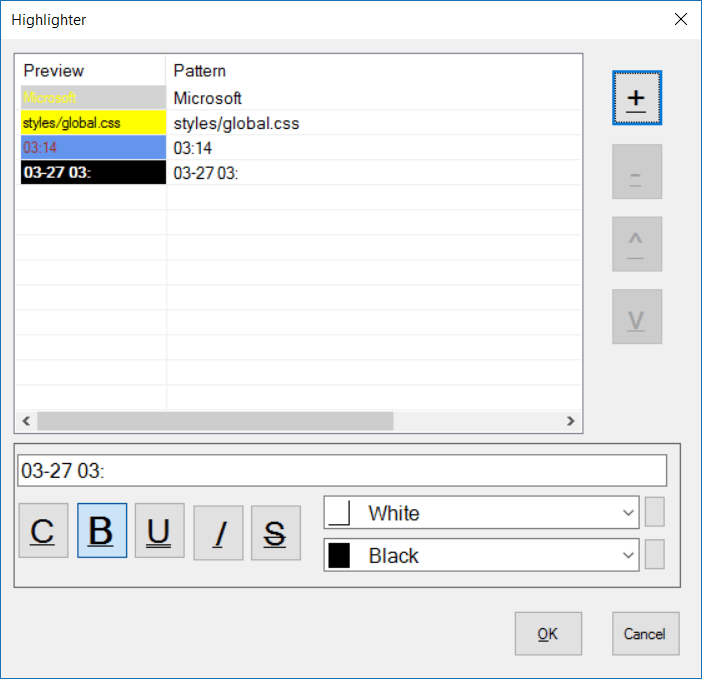 Highlighter
Preview Pattern
Microsoft Microsoft
styles/global.css styles/global.css
03:14 03:14
03-27 03: 03-27 03:
+
-
^
V
03-27 03:
C B U / S
White
Black
OK Cancel